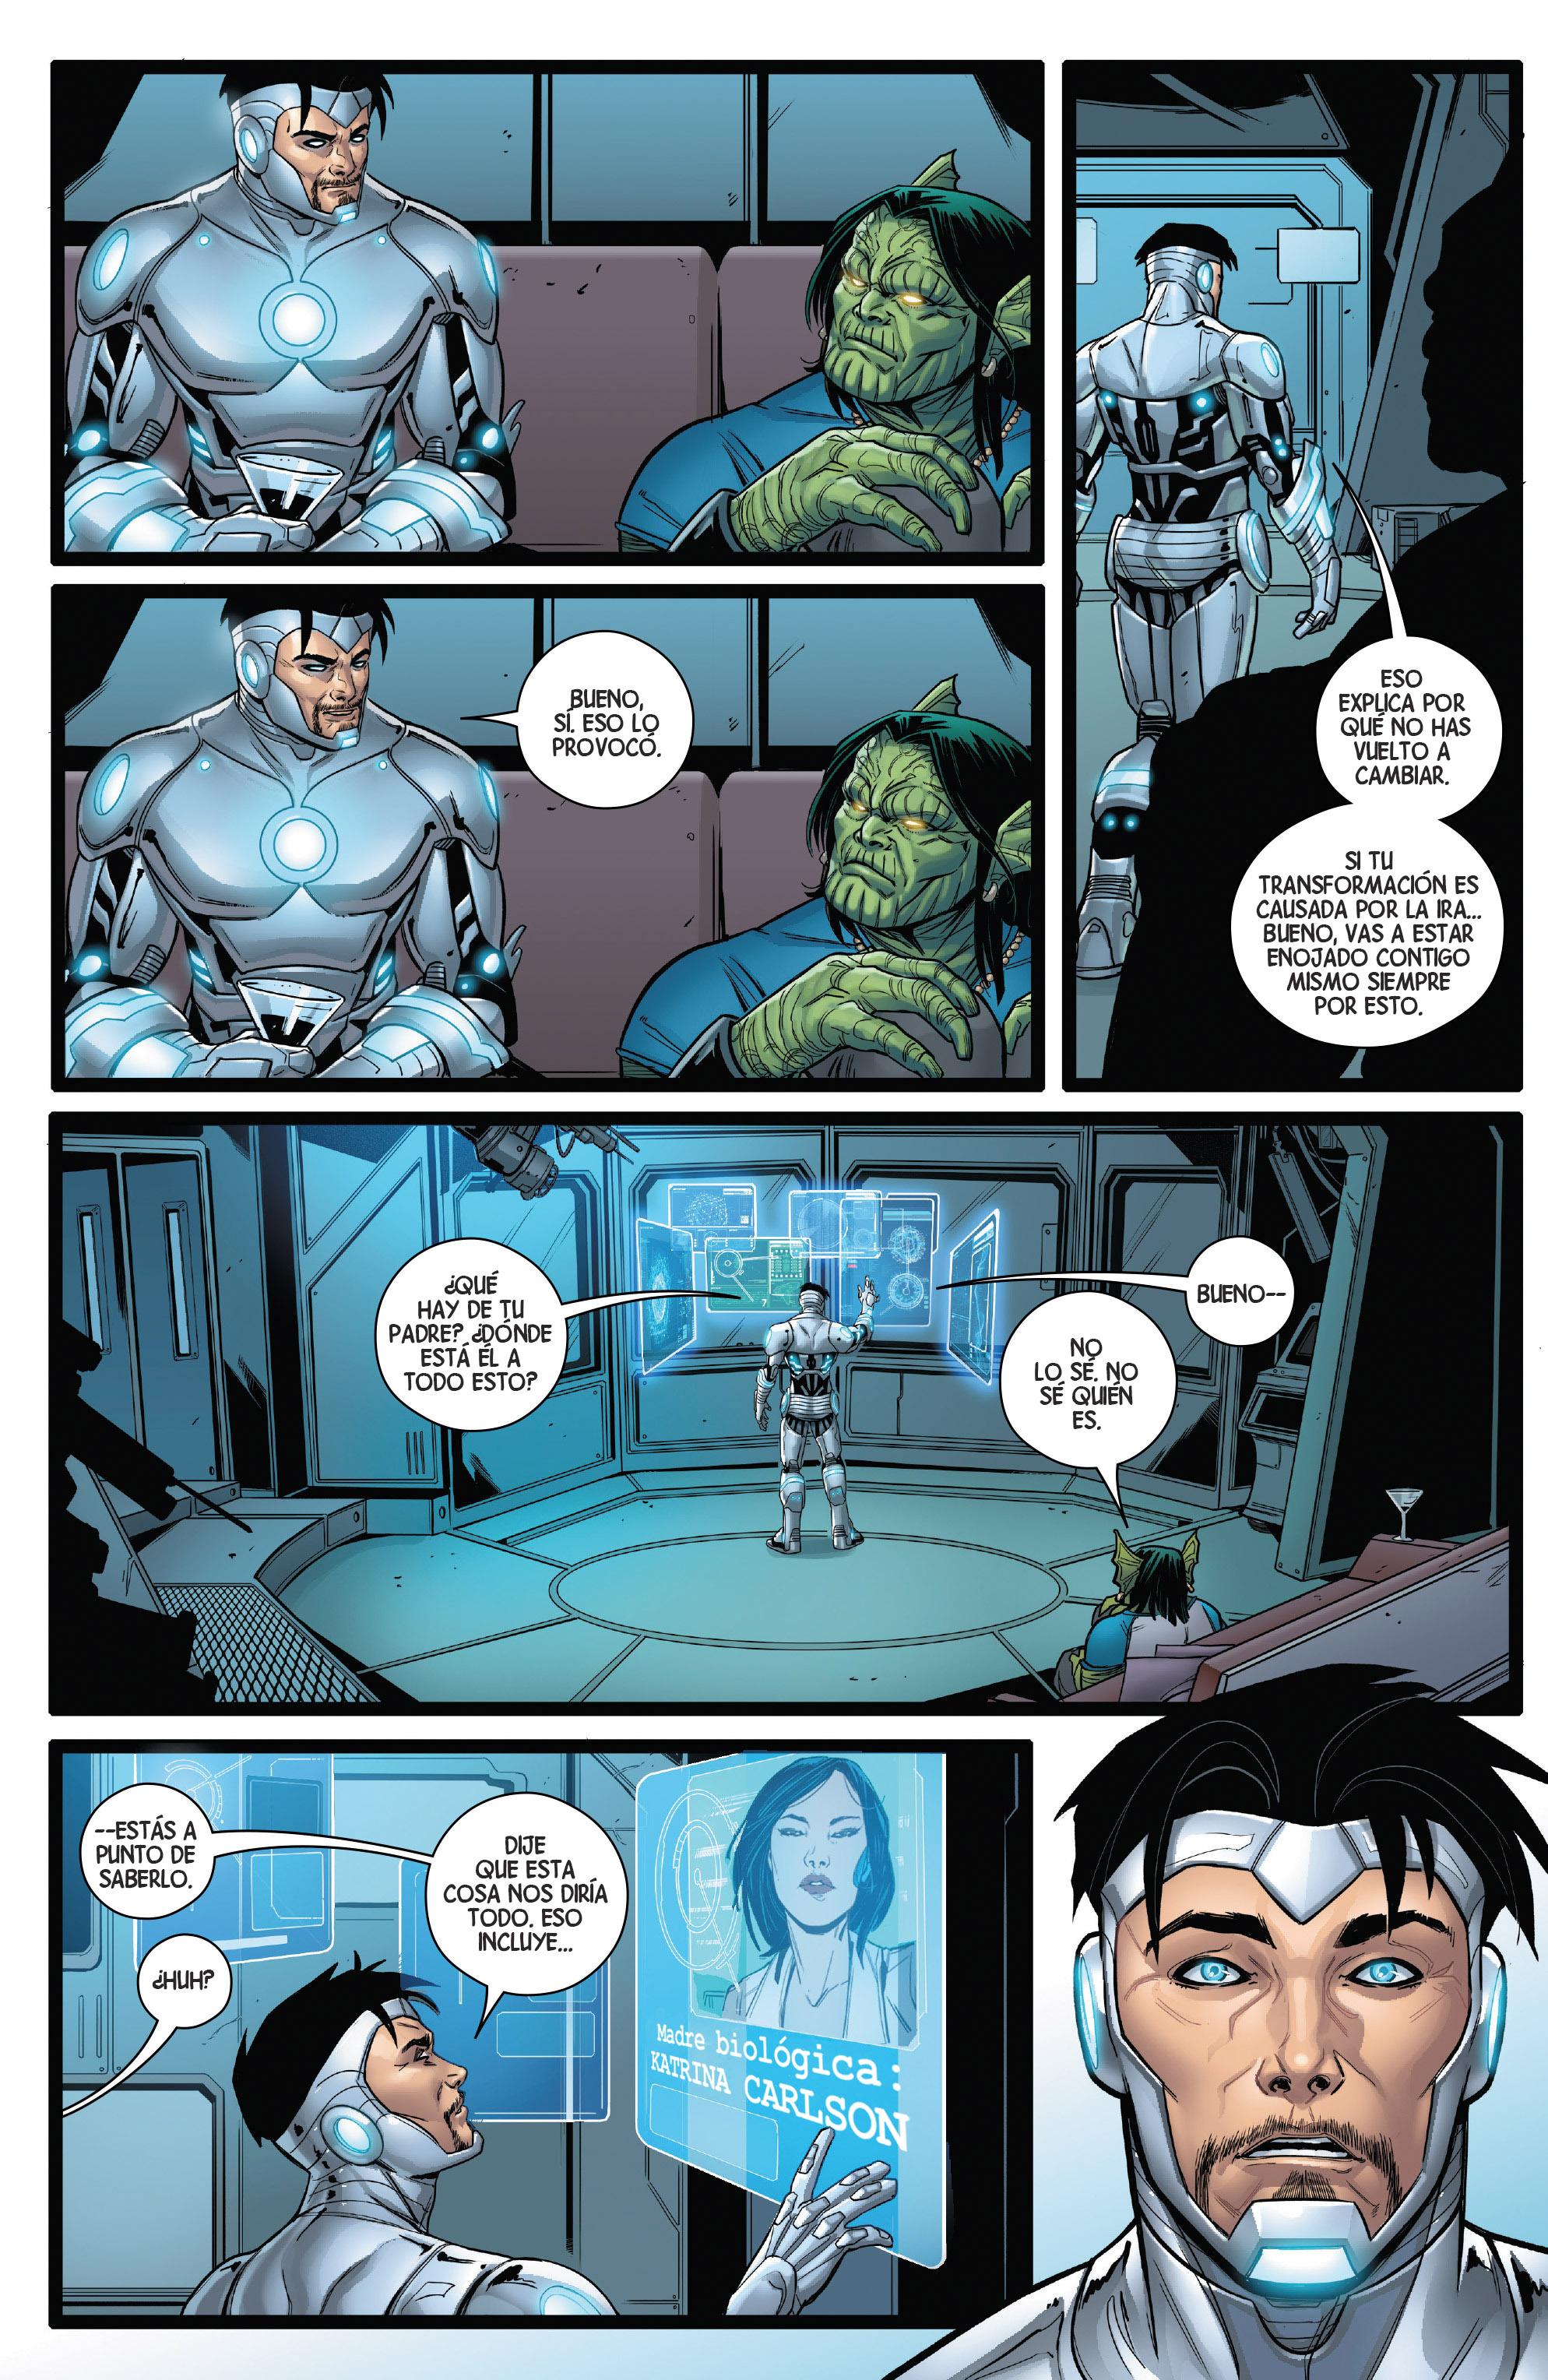 BUENO,
SÍ. ESO LO
PROVOCÓ.
ESO
EXPLICA POR
QUÉ NO HAS
VUELTO A
CAMBIAR.
SI TU
TRANSFORMACIÓN ES
CAUSADA POR LA IRA...
BUENO, VAS A ESTAR
ENOJADO CONTIGO
MISMO SIEMPRE
POR ESTO.
¿QUÉ
HAY DE TU
PADRE? ¿DÓNDE
ESTÁ ÉL A
TODO ESTO?
NO
LO SÉ. NO
SÉ QUIÉN
ES.
BUENO--
--ESTÁS A
PUNTO DE
SABERLO.
¿HUH?
DIJE
QUE ESTA
COSA NOS DIRÍA
TODO. ESO
INCLUYE...
Madre biológica:
KATRINA CARLSON